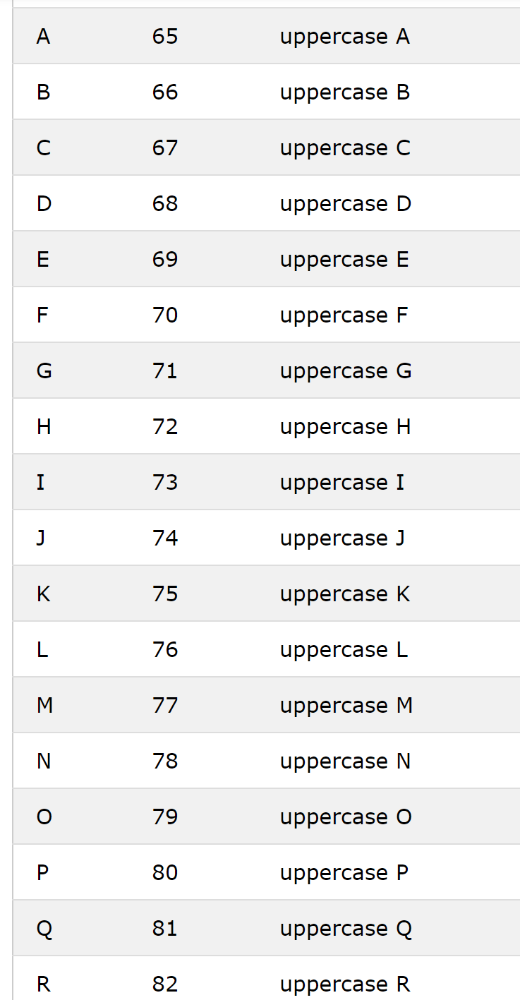 A 65 uppercase A
B 66 uppercase B
C 67 uppercase C
D 68 uppercase D
E 69 uppercase E
F 70 uppercase F
G 71 uppercase G
H 72 uppercase H
I 73 uppercase I
J 74 uppercase J
K 75 uppercase K
L 76 uppercase L
M 77 uppercase M
N 78 uppercase N
O 79 uppercase O
P 80 uppercase P
Q 81 uppercase Q
R 82 uppercase R